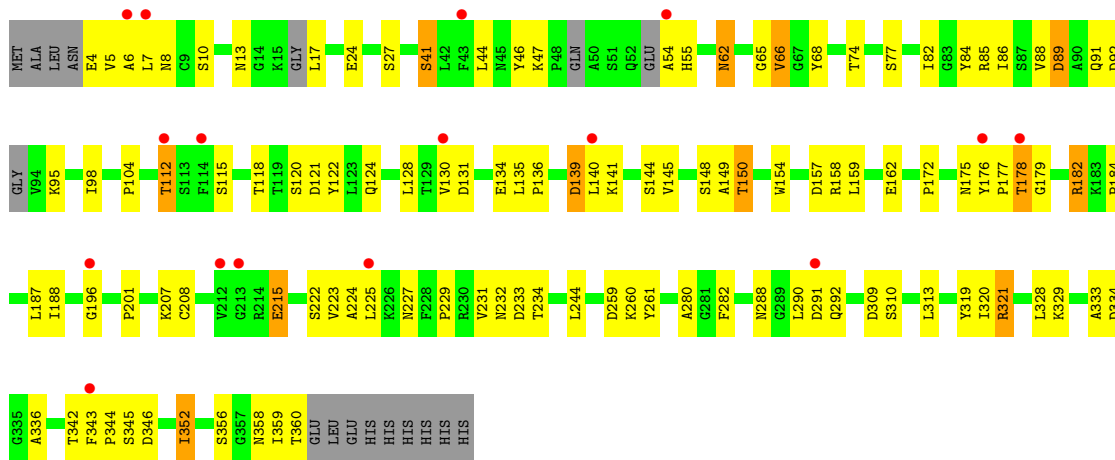 MET ALA LEU ASN E4 V5 A6 L7 N8 C9 S10 N13 G14 K15 GLY L17 E24 S27 S41 L42 F43 L44 N45 Y46 K47 P48 GLN A50 S51 Q52 GLU A54 H55 N62 G65 V66 G67 Y68 T74 S77 I82 G83 Y84 R85 I86 S87 V88 D89 A90 Q91 D92
GLY V94 K95 I98 P104 T112 S113 F114 S115 T118 T119 S120 D121 Y122 L123 Q124 L128 T129 V130 D131 E134 L135 P136 D139 L140 K141 S144 V145 S148 A149 T150 W154 D157 R158 L159 E162 P172 N175 Y176 P177 T178 G179 R182 K183
L187 I188 G196 P201 K207 C208 V212 G213 R214 E215 S222 V223 A224 L225 K226 N227 F228 P229 R230 V231 N232 D233 T234 L244 D259 K260 Y261 A280 G281 F282 N288 G289 L290 D291 Q292 D309 S310 L313 Y319 I320 R321 L328 K329 A333 D334
G335 A336 T342 F343 P344 S345 D346 I352 S356 G357 N358 I359 T360 GLU LEU GLU HIS HIS HIS HIS HIS HIS